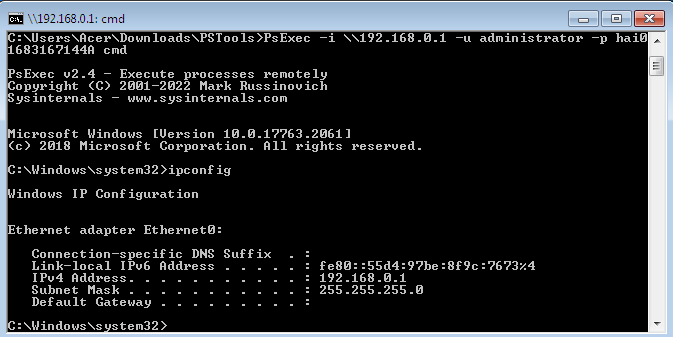 \\192.168.0.1: cmd
C:\Users\Acer\Downloads\PSTools>PsExec -i \\192.168.0.1 -u administrator -p hai0
1683167144A cmd
PsExec v2.4 - Execute processes remotely
Copyright (C) 2001-2022 Mark Russinovich
Sysinternals - www.sysinternals.com
Microsoft Windows [Version 10.0.17763.2061]
(c) 2018 Microsoft Corporation. All rights reserved.
C:\Windows\system32>ipconfig
Windows IP Configuration
Ethernet adapter Ethernet0:
Connection-specific DNS Suffix  . :
Link-local IPv6 Address . . . . . : fe80::55d4:97be:8f9c:7673%4
IPv4 Address. . . . . . . . . . . : 192.168.0.1
Subnet Mask . . . . . . . . . . . : 255.255.255.0
Default Gateway . . . . . . . . . :
C:\Windows\system32>